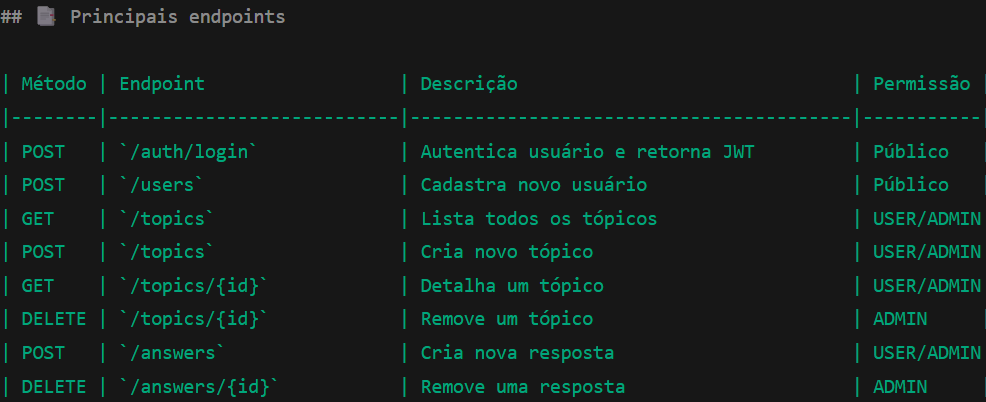 ## 📑 Principais endpoints
| Método | Endpoint                  | Descrição                               | Permissão |
|--------|---------------------------|-----------------------------------------|-----------|
| POST   | `/auth/login`             | Autentica usuário e retorna JWT         | Público
| POST   | `/users`                  | Cadastra novo usuário                   | Público
| GET    | `/topics`                 | Lista todos os tópicos                  | USER/ADMIN
| POST   | `/topics`                 | Cria novo tópico                        | USER/ADMIN
| GET    | `/topics/{id}`            | Detalha um tópico                       | USER/ADMIN
| DELETE | `/topics/{id}`            | Remove um tópico                        | ADMIN
| POST   | `/answers`                | Cria nova resposta                      | USER/ADMIN
| DELETE | `/answers/{id}`           | Remove uma resposta                     | ADMIN